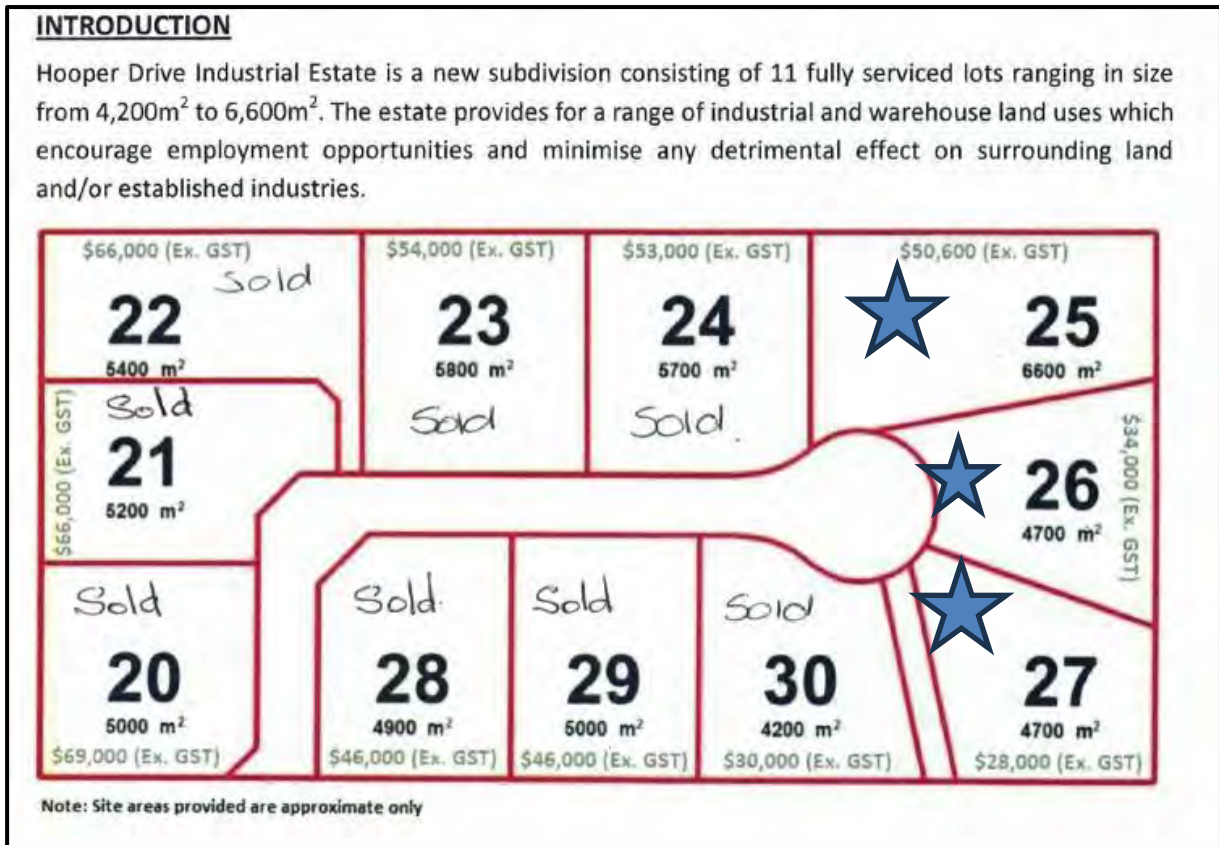 INTRODUCTION
Hooper Drive Industrial Estate is a new subdivision consisting of 11 fully serviced lots ranging in size
from 4,200m² to 6,600m². The estate provides for a range of industrial and warehouse land uses which
encourage employment opportunities and minimise any detrimental effect on surrounding land
and/or established industries.
$66,000 (Ex. GST)
Sold
22
5400 m²
$54,000 (Ex. GST)
23
5800 m²
Sold
$53,000 (Ex. GST)
24
5700 m²
Sold.
$50,600 (Ex. GST)
25
6600 m²
Sold
21
5200 m²
$66,000 (Ex. GST)
26
4700 m²
$34,000 (Ex. GST)
Sold
20
5000 m²
$69,000 (Ex. GST)
Sold.
28
4900 m²
$46,000 (Ex. GST)
Sold
29
5000 m²
$46,000 (Ex. GST)
Sold
30
4200 m²
$30,000 (Ex. GST)
27
4700 m²
$28,000 (Ex. GST)
Note: Site areas provided are approximate only